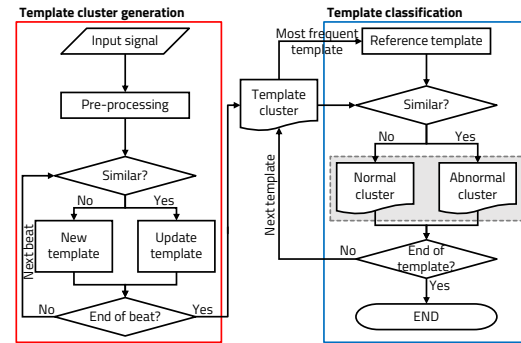 Template cluster generation
Input signal
Pre-processing
Similar?
No
Yes
New
template
Update
template
Next beat
No
End of beat?
Yes
Template
cluster
Most frequent
template
Next template
Template classification
Reference template
Similar?
No
Yes
Normal
cluster
Abnormal
cluster
No
End of
template?
Yes
END